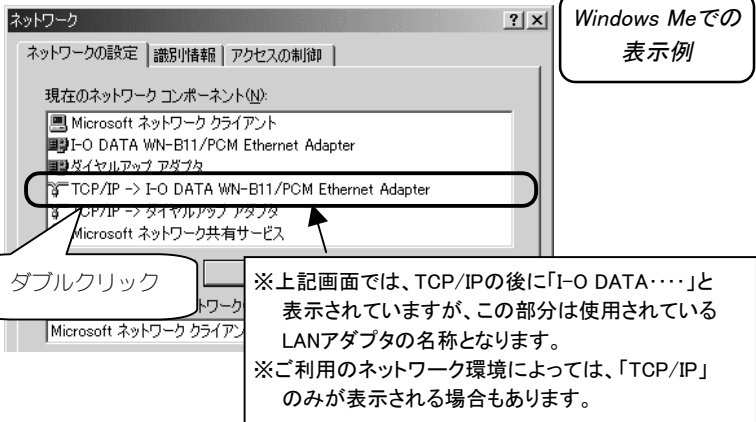 ネットワーク
Windows Meでの
表示例
ネットワークの設定 識別情報 アクセスの制御
現在のネットワーク コンポーネント(N):
Microsoft ネットワーク クライアント
I-O DATA WN-B11/PCM Ethernet Adapter
ダイヤルアップ アダプタ
TCP/IP -> I-O DATA WN-B11/PCM Ethernet Adapter
TCP/IP -> ダイヤルアップ アダプタ
Microsoft ネットワーク共有サービス
ダブルクリック
※上記画面では、TCP/IPの後に「I-O DATA････」と
表示されていますが、この部分は使用されている
LANアダプタの名称となります。
※ご利用のネットワーク環境によっては、「TCP/IP」
のみが表示される場合もあります。
トワーク
Microsoft ネットワーク クライアン